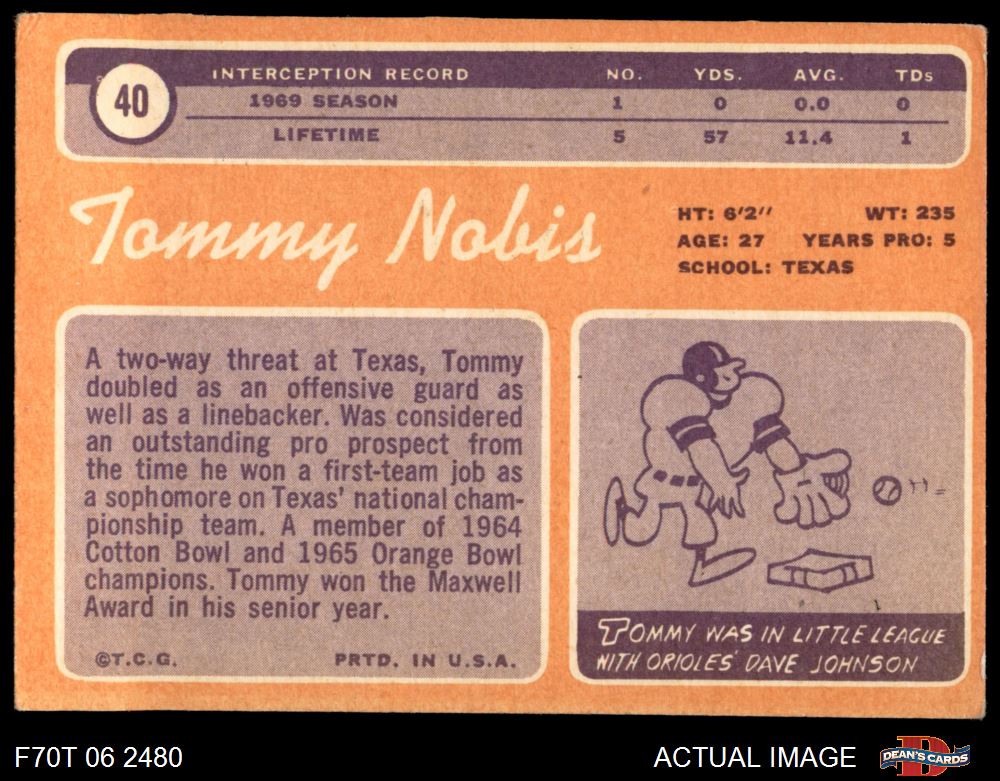 40
INTERCEPTION RECORD NO. YDS. AVG. TDs
1969 SEASON 1 0 0.0 0
LIFETIME 5 57 11.4 1
Tommy Nobis
HT: 6'2" WT: 235
AGE: 27 YEARS PRO: 5
SCHOOL: TEXAS
A two-way threat at Texas, Tommy
doubled as an offensive guard as
well as a linebacker. Was considered
an outstanding pro prospect from
the time he won a first-team job as
a sophomore on Texas' national cham-
pionship team. A member of 1964
Cotton Bowl and 1965 Orange Bowl
champions. Tommy won the Maxwell
Award in his senior year.
©T.C.G. PRTD. IN U.S.A.
TOMMY WAS IN LITTLE LEAGUE
WITH ORIOLES' DAVE JOHNSON
F70T 06 2480 ACTUAL IMAGE
D
DEAN'S CARDS